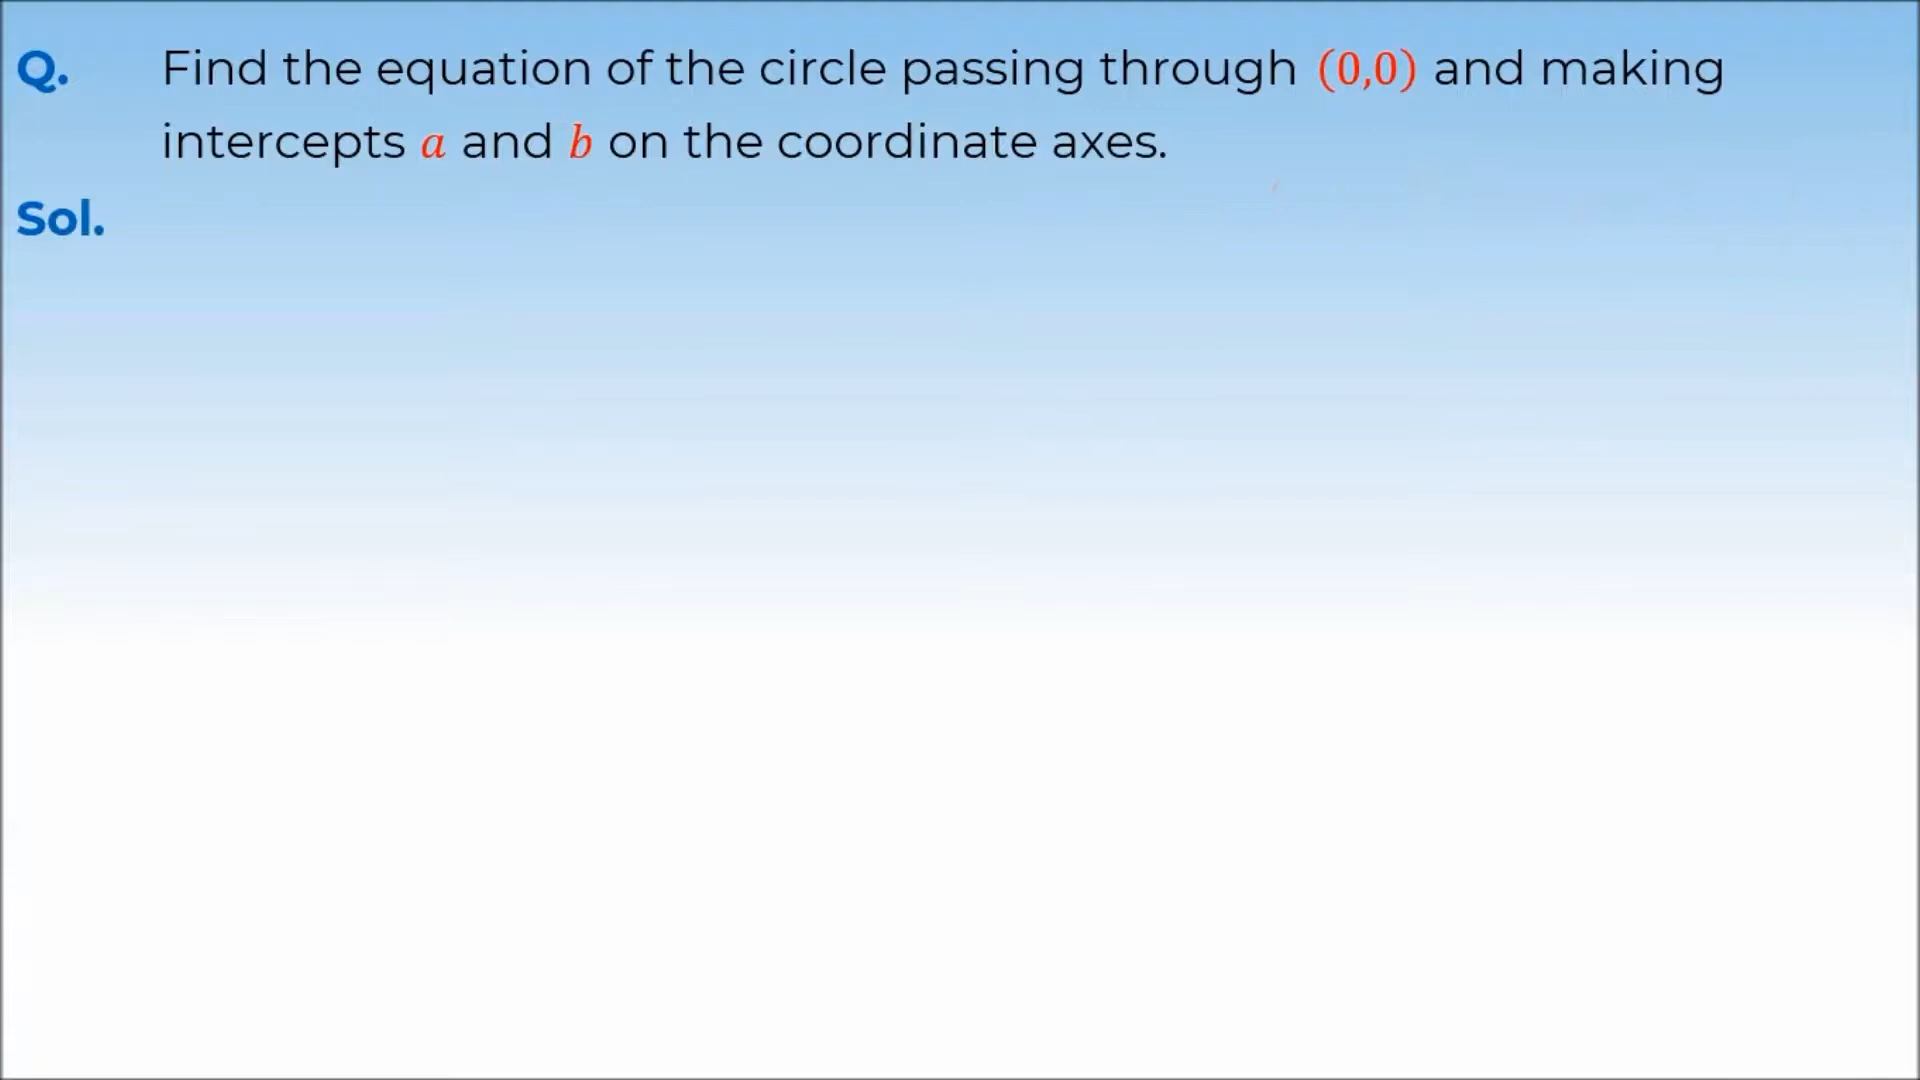 Q. Find the equation of the circle passing through (0,0) and making
intercepts a and b on the coordinate axes.
Sol.